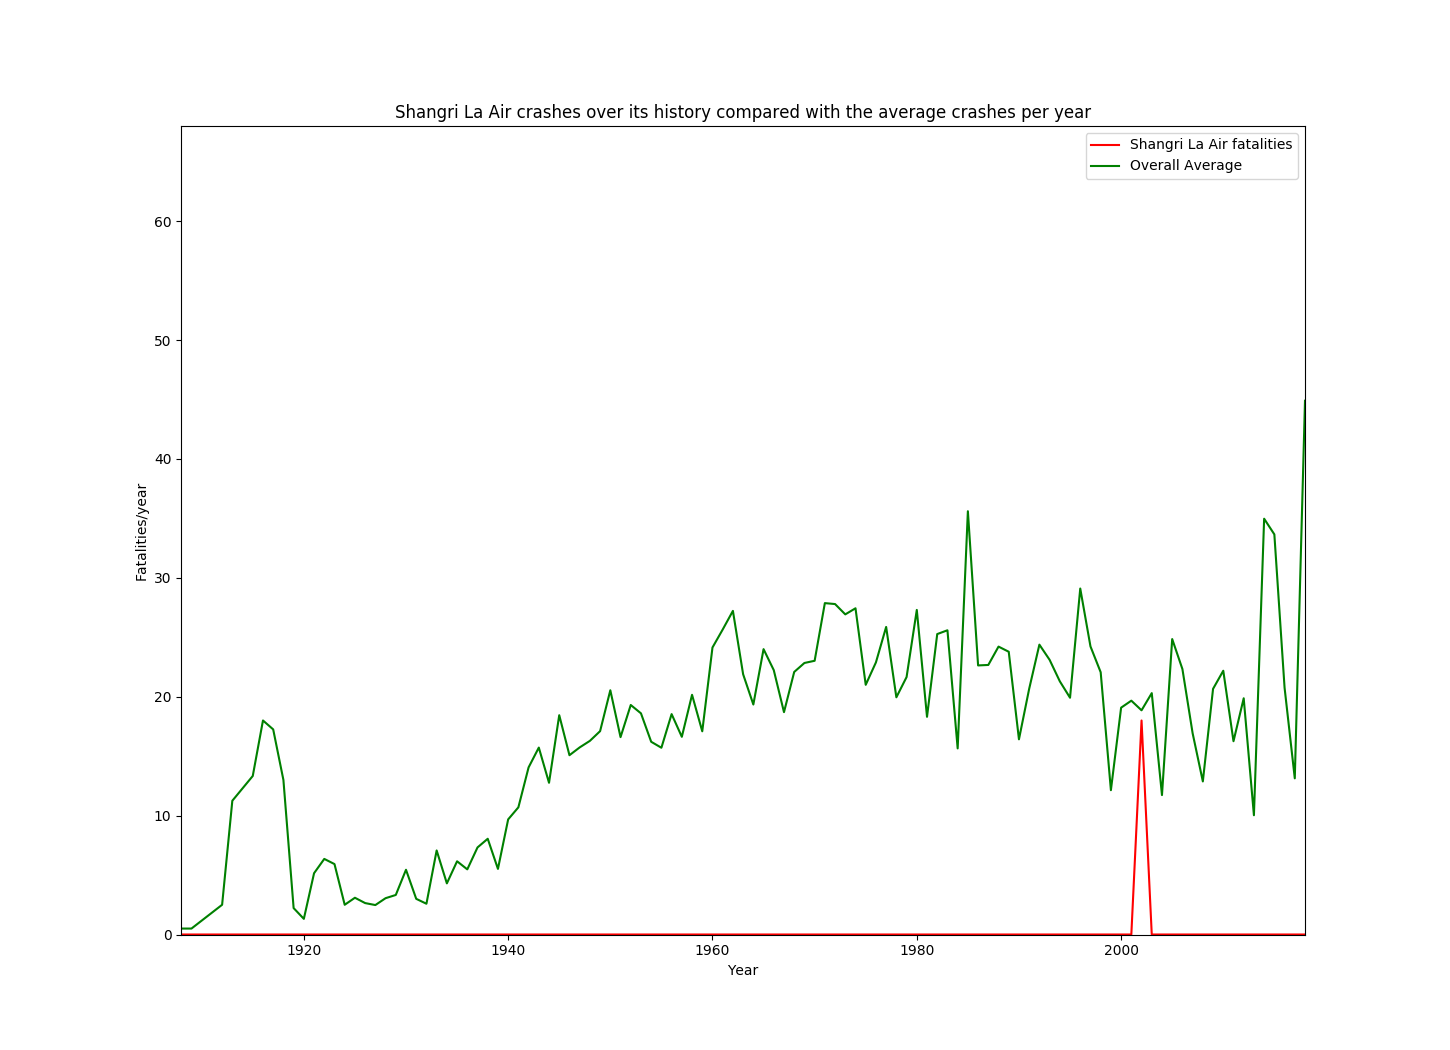 Shangri La Air crashes over its history compared with the average crashes per year
Shangri La Air fatalities
Overall Average
60
50
40
30
20
10
0
Fatalities/year
1920 1940 1960 1980 2000
Year